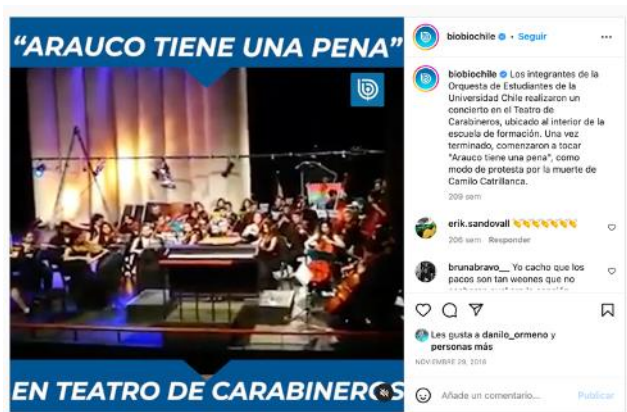 “ARAUCO TIENE UNA PENA”
EN TEATRO DE CARABINEROS
biobiochile • Seguir
biobiochile Los integrantes de la
Orquesta de Estudiantes de la
Universidad Chile realizaron un
concierto en el Teatro de
Carabineros, ubicado al interior de la
escuela de formación. Una vez
terminado, comenzaron a tocar
"Arauco tiene una pena", como
modo de protesta por la muerte de
Camilo Catrillanca.
209 sem
erik.sandovall 👏👏👏👏👏👏👏
206 sem Responder
brunabravo__ Yo cacho que los
pacos son tan weones que no
Les gusta a danilo_ormeno y
personas más
NOVIEMBRE 29, 2018
Añade un comentario...
Publicar